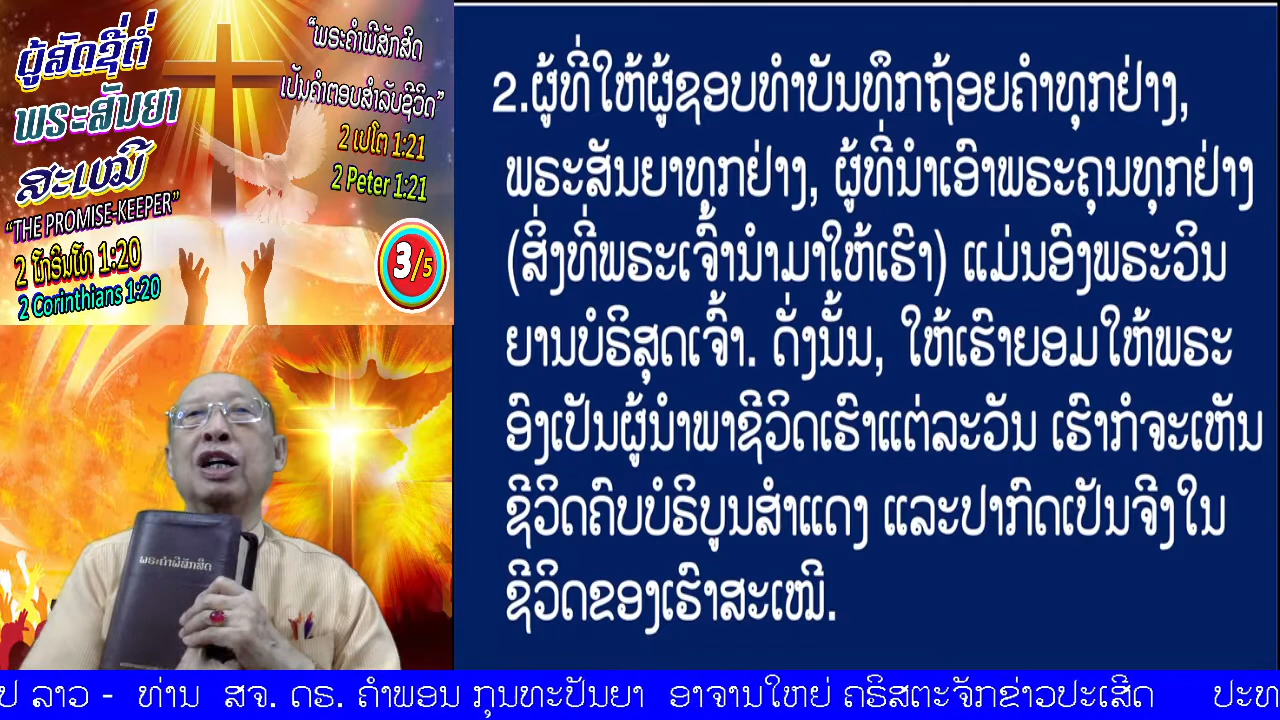 ຜູ້ສັດຊື່ຕໍ່
ພຣະສັນຍາ
ສະເໝີ
"THE PROMISE-KEEPER"
2 ໂກຣິນໂທ 1:20
2 Corinthians 1:20
"ພຣະຄຳພີສັກສິດ
ເປັນຄຳຕອບສຳລັບຊີວິດ"
2 ເປໂຕ 1:21
2 Peter 1:21
3/5
ພຣະຄຳພີສັກສິດ
2.ຜູ້ທີ່ໃຫ້ຜູ້ຊອບທຳບັນທຶກຖ້ອຍຄຳທຸກຢ່າງ,
ພຣະສັນຍາທຸກຢ່າງ, ຜູ້ທີ່ນຳເອົາພຣະຄຸນທຸກຢ່າງ
(ສິ່ງທີ່ພຣະເຈົ້ານຳມາໃຫ້ເຮົາ) ແມ່ນອົງພຣະວິນ
ຍານບໍຣິສຸດເຈົ້າ. ດັ່ງນັ້ນ, ໃຫ້ເຮົາຍອມໃຫ້ພຣະ
ອົງເປັນຜູ້ນຳພາຊີວິດເຮົາແຕ່ລະວັນ ເຮົາກໍຈະເຫັນ
ຊີວິດຄົບບໍຣິບູນສຳແດງ ແລະປາກົດເປັນຈີງໃນ
ຊີວິດຂອງເຮົາສະເໝີ.
ປ ລາວ - ທ່ານ ສຈ. ດຣ. ຄຳພອນ ກຸນທະປັນຍາ ອາຈານໃຫຍ່ ຄຣິສຕະຈັກຂ່າວປະເສີດ ປະທ